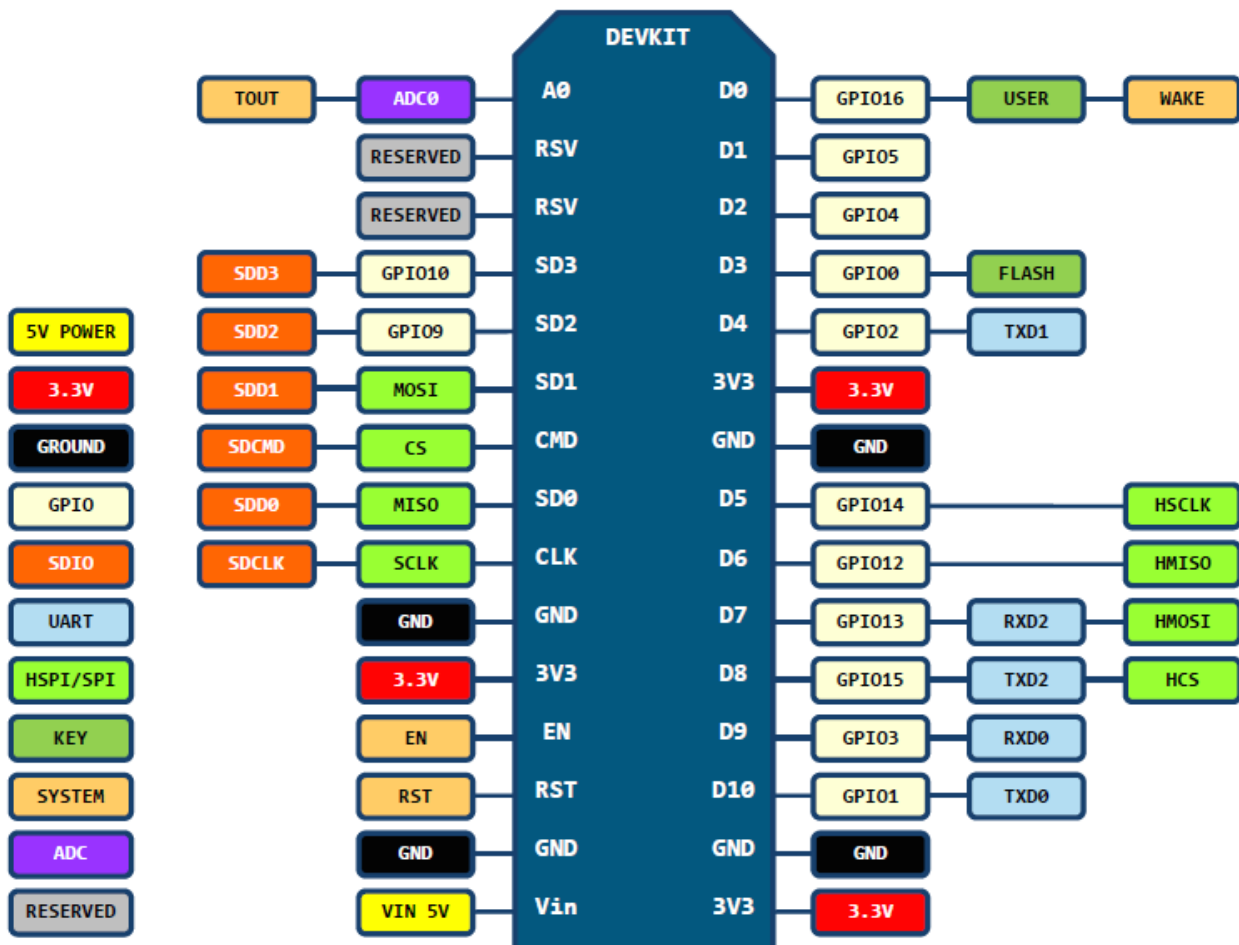 DEVKIT
TOUT ADC0 A0 D0 GPIO16 USER WAKE
RESERVED RSV D1 GPIO5
RESERVED RSV D2 GPIO4
SDD3 GPIO10 SD3 D3 GPIO0 FLASH
5V POWER SDD2 GPIO9 SD2 D4 GPIO2 TXD1
3.3V SDD1 MOSI SD1 3V3 3.3V
GROUND SDCMD CS CMD GND GND
GPIO SDD0 MISO SD0 D5 GPIO14 HSCLK
SDIO SDCLK SCLK CLK D6 GPIO12 HMISO
UART GND GND D7 GPIO13 RXD2 HMOSI
HSPI/SPI 3.3V 3V3 D8 GPIO15 TXD2 HCS
KEY EN EN D9 GPIO3 RXD0
SYSTEM RST RST D10 GPIO1 TXD0
ADC GND GND GND GND
RESERVED VIN 5V Vin 3V3 3.3V